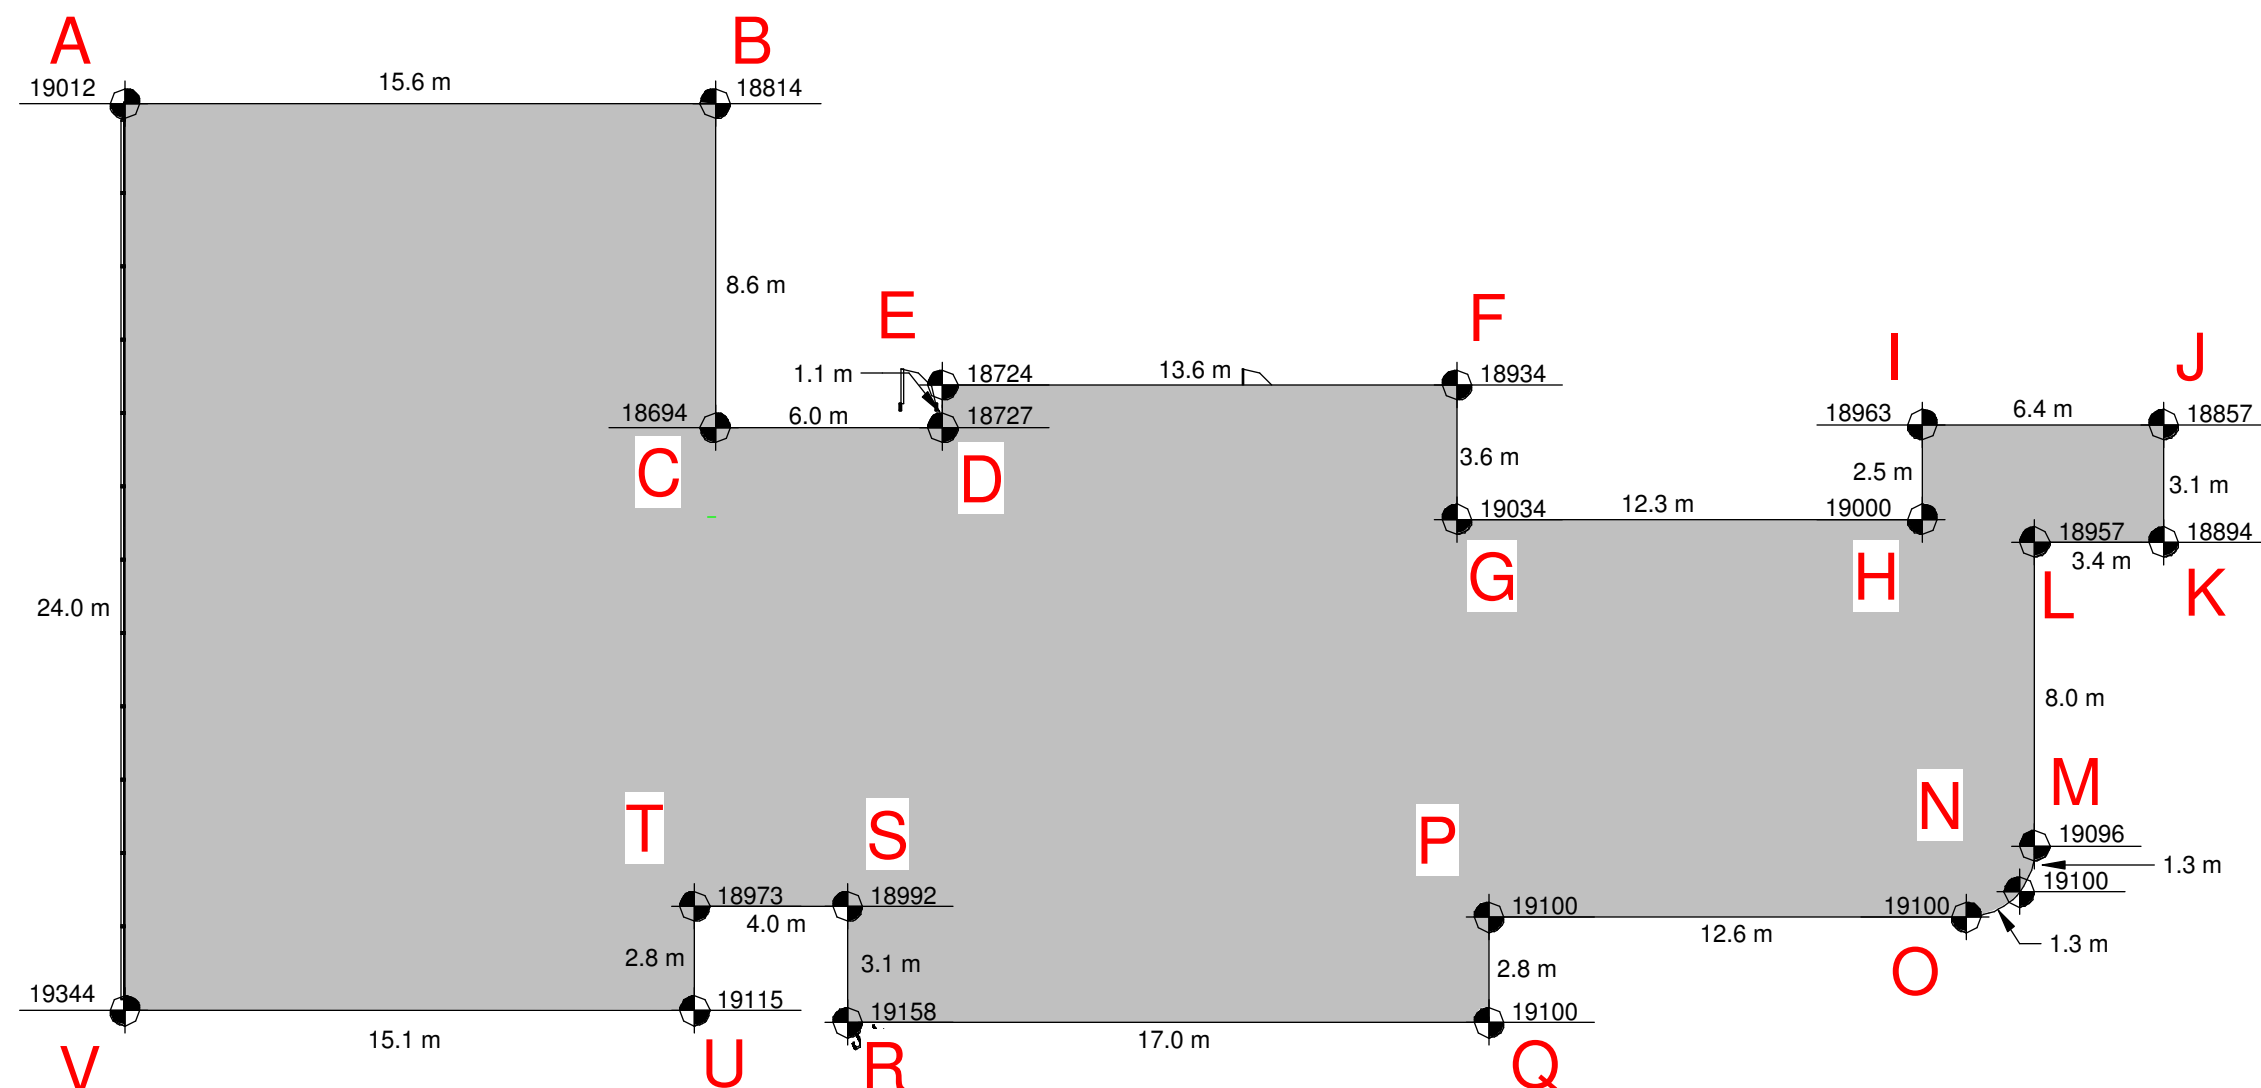 A
B
19012
15.6 m
18814
8.6 m
E
F
I
J
1.1 m
18724
13.6 m
18934
18694
6.0 m
18727
18963
6.4 m
18857
C
D
3.6 m
2.5 m
3.1 m
19034
12.3 m
19000
18957
18894
3.4 m
G
H
L
K
24.0 m
8.0 m
T
S
P
N
M
19096
1.3 m
18973
18992
19100
19100
19100
4.0 m
12.6 m
1.3 m
2.8 m
3.1 m
2.8 m
O
19344
19115
19158
19100
15.1 m
17.0 m
V
U
R
Q